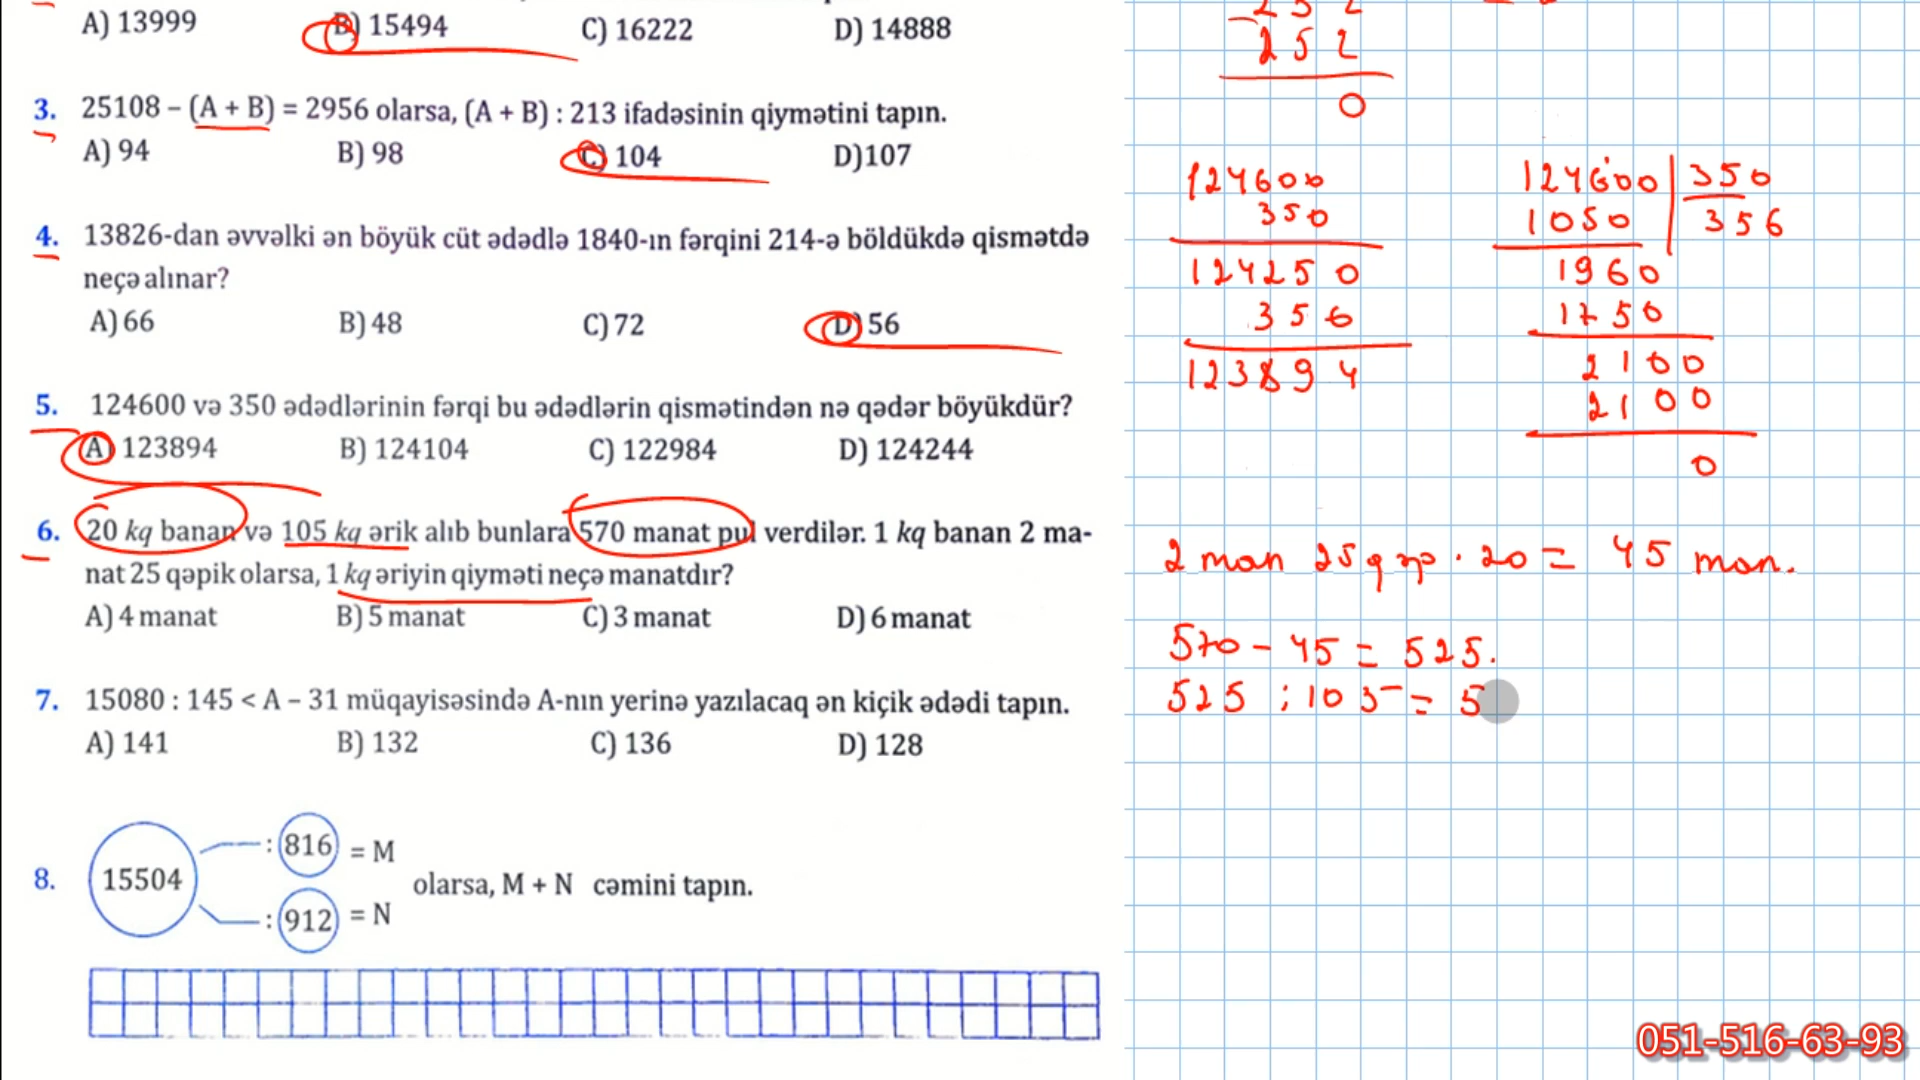 A) 13999 B) 15494 C) 16222 D) 14888
3. 25108 – (A + B) = 2956 olarsa, (A + B) : 213 ifadəsinin qiymətini tapın.
A) 94 B) 98 C) 104 D)107
4. 13826-dan əvvəlki ən böyük cüt ədədlə 1840-ın fərqini 214-ə böldükdə qismətdə
neçə alınar?
A) 66 B) 48 C) 72 D) 56
5. 124600 və 350 ədədlərinin fərqi bu ədədlərin qismətindən nə qədər böyükdür?
A) 123894 B) 124104 C) 122984 D) 124244
6. 20 kq banan və 105 kq ərik alıb bunlara 570 manat pul verdilər. 1 kq banan 2 ma-
nat 25 qəpik olarsa, 1 kq əriyin qiyməti neçə manatdır?
A) 4 manat B) 5 manat C) 3 manat D) 6 manat
7. 15080 : 145 < A – 31 müqayisəsində A-nın yerinə yazılacaq ən kiçik ədədi tapın.
A) 141 B) 132 C) 136 D) 128
8. 15504 : 816 = M
: 912 = N
olarsa, M + N cəmini tapın.
252
252
0
124600
350
124250
356
123894
124600 350
1050 356
1960
1750
2100
2100
0
2 man 25 qəp · 20 = 45 man.
570 – 45 = 525.
525 : 105 = 5
051-516-63-93